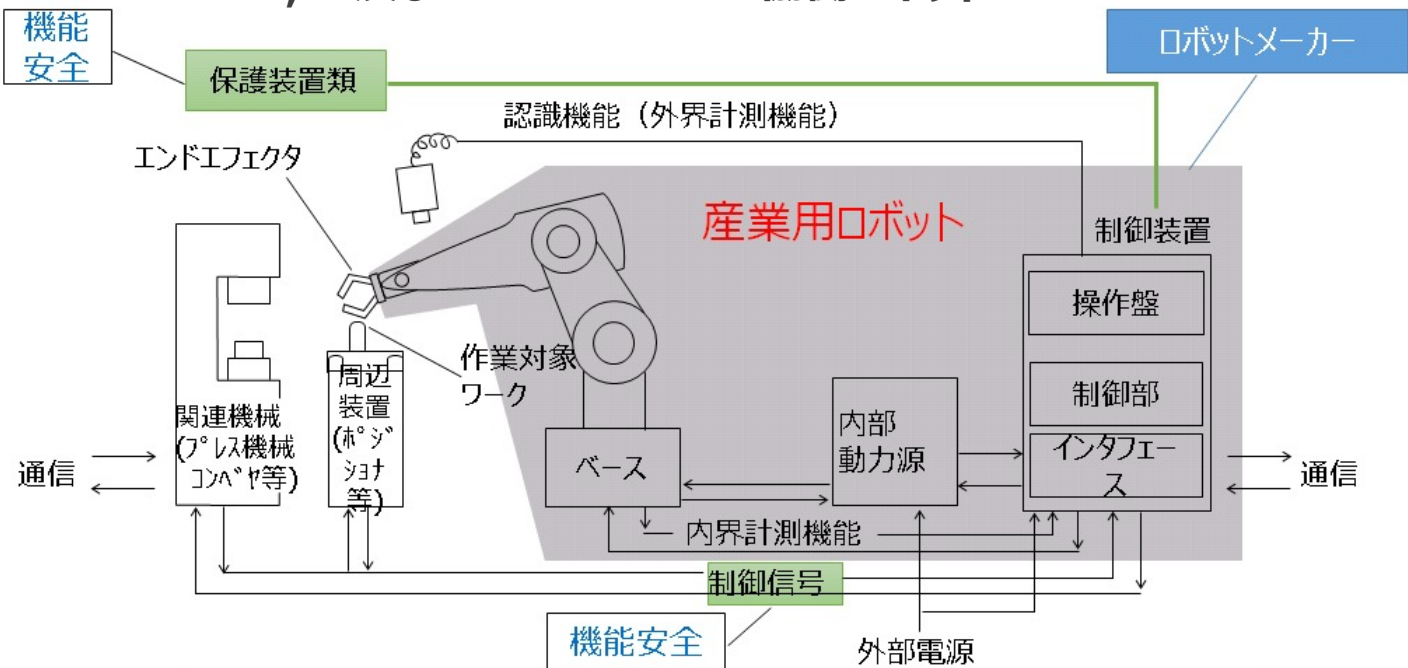 機能
安全
ロボットメーカー
保護装置類
認識機能（外界計測機能）
エンドエフェクタ
産業用ロボット
制御装置
操作盤
作業対象
ワーク
周辺
装置
(ﾎﾟｼﾞ
ｼｮﾅ
等)
関連機械
(ﾌﾟﾚｽ機械
ｺﾝﾍﾞﾔ等)
通信
ベース
内部
動力源
制御部
インタフェー
ス
通信
内界計測機能
制御信号
機能安全
外部電源